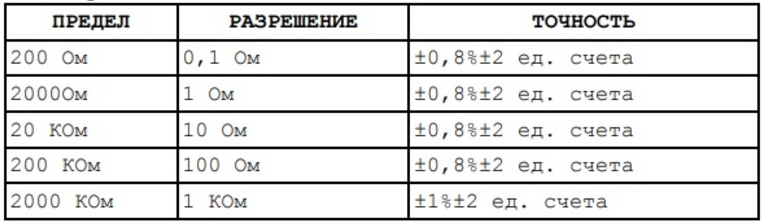 ПРЕДЕЛ РАЗРЕШЕНИЕ ТОЧНОСТЬ
200 Ом 0,1 Ом ±0,8%±2 ед. счета
2000Ом 1 Ом ±0,8%±2 ед. счета
20 КОм 10 Ом ±0,8%±2 ед. счета
200 КОм 100 Ом ±0,8%±2 ед. счета
2000 КОм 1 КОм ±1%±2 ед. счета